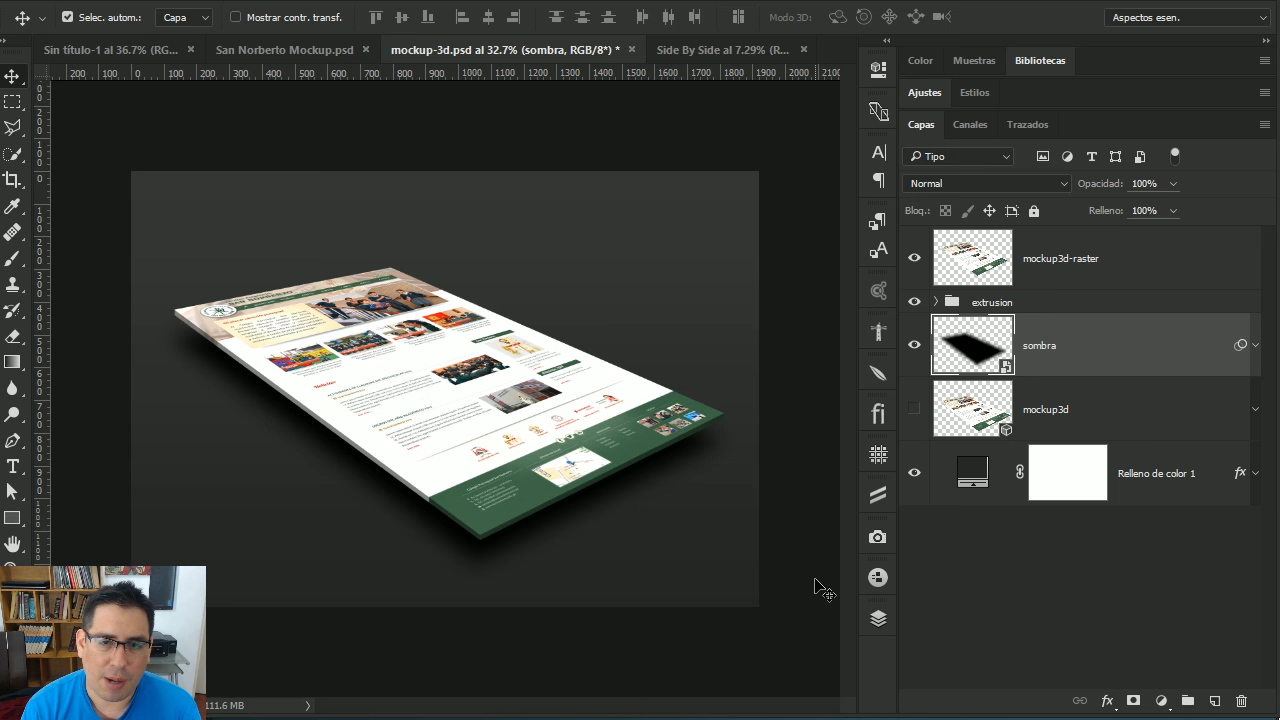 Selec. autom.: Capa Mostrar contr. transf. Modo 3D: Aspectos esen.
Sin título-1 al 36.7% (RG... × San Norberto Mockup.psd × mockup-3d.psd al 32.7% (sombra, RGB/8*) * × Side By Side al 7.29% (R... ×
200 100 0 100 200 300 400 500 600 700 800 900 1000 1100 1200 1300 1400 1500 1600 1700 1800 1900 2000 2100
Color Muestras Bibliotecas
Ajustes Estilos
Capas Canales Trazados
Tipo
Normal Opacidad: 100%
Bloq.: Relleno: 100%
mockup3d-raster
extrusion
sombra
mockup3d
Relleno de color 1 fx
111.6 MB